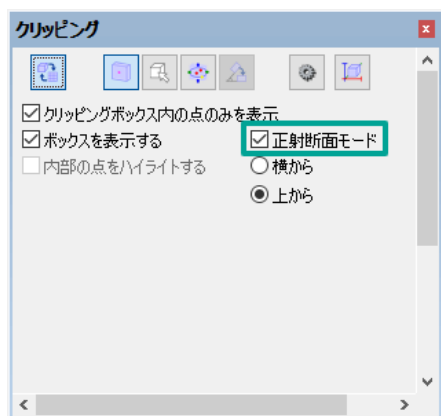 クリッピング
クリッピングボックス内の点のみを表示
ボックスを表示する
正射断面モード
内部の点をハイライトする
横から
上から